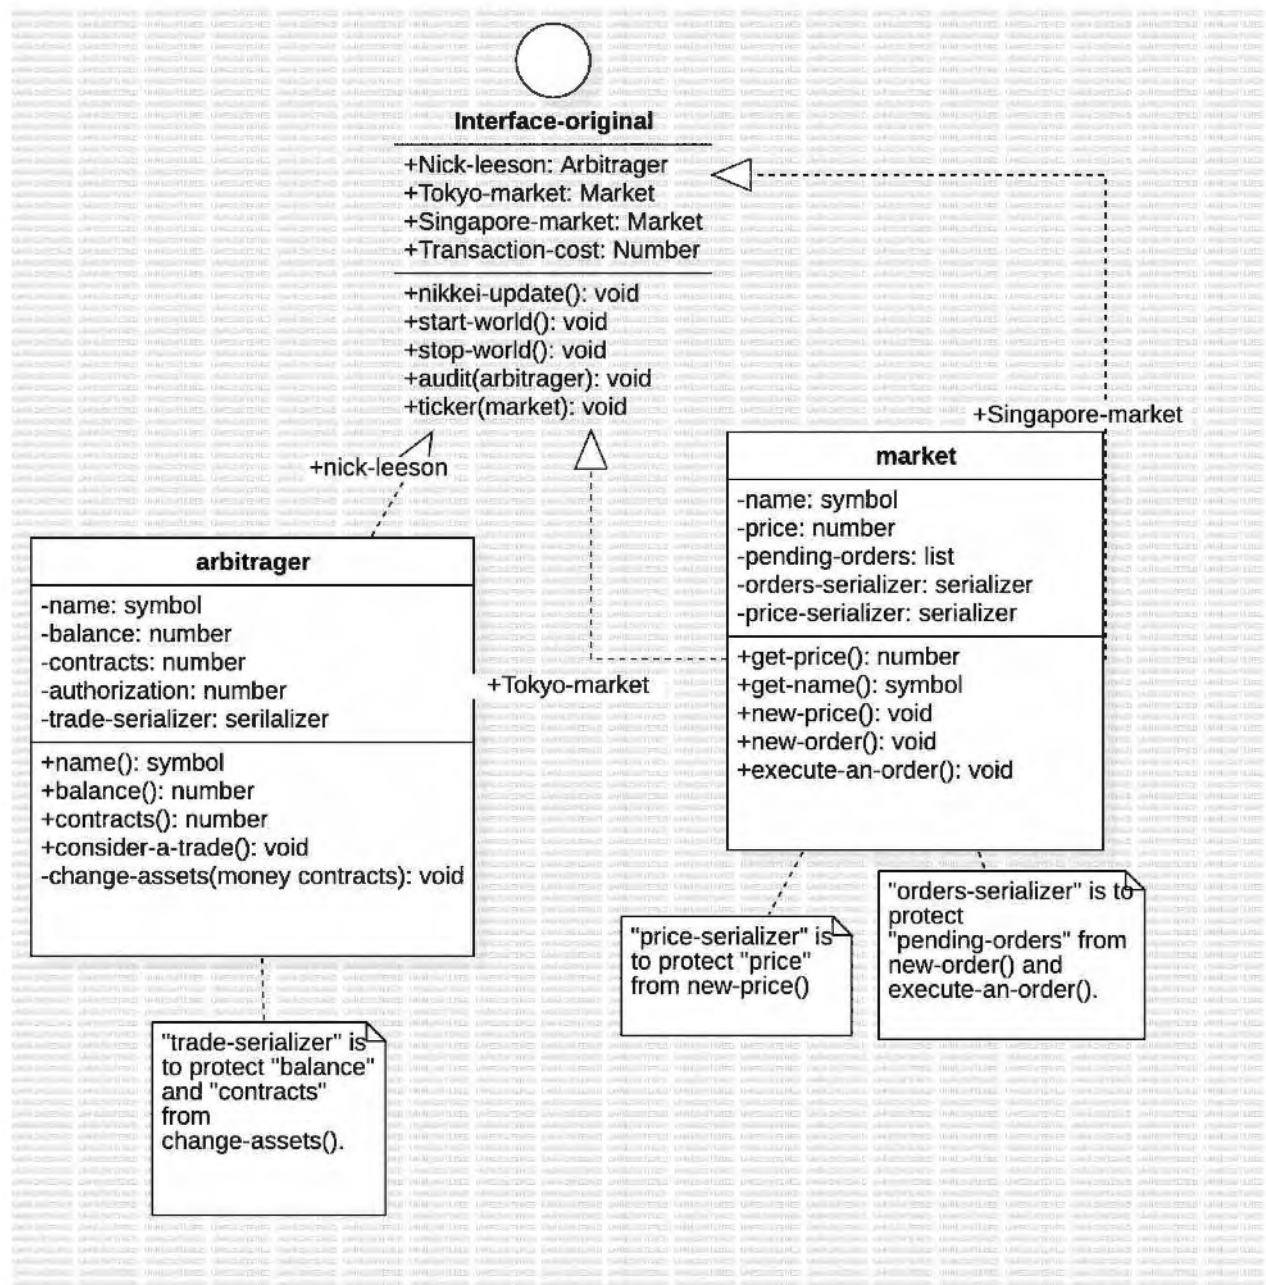 Interface-original
+Nick-leeson: Arbitrager
+Tokyo-market: Market
+Singapore-market: Market
+Transaction-cost: Number
+nikkei-update(): void
+start-world(): void
+stop-world(): void
+audit(arbitrager): void
+ticker(market): void
+nick-leeson
+Singapore-market
+Tokyo-market
arbitrager
-name: symbol
-balance: number
-contracts: number
-authorization: number
-trade-serializer: serilalizer
+name(): symbol
+balance(): number
+contracts(): number
+consider-a-trade(): void
-change-assets(money contracts): void
market
-name: symbol
-price: number
-pending-orders: list
-orders-serializer: serializer
-price-serializer: serializer
+get-price(): number
+get-name(): symbol
+new-price(): void
+new-order(): void
+execute-an-order(): void
"trade-serializer" is
to protect "balance"
and "contracts"
from
change-assets().
"price-serializer" is
to protect "price"
from new-price()
"orders-serializer" is to
protect
"pending-orders" from
new-order() and
execute-an-order().